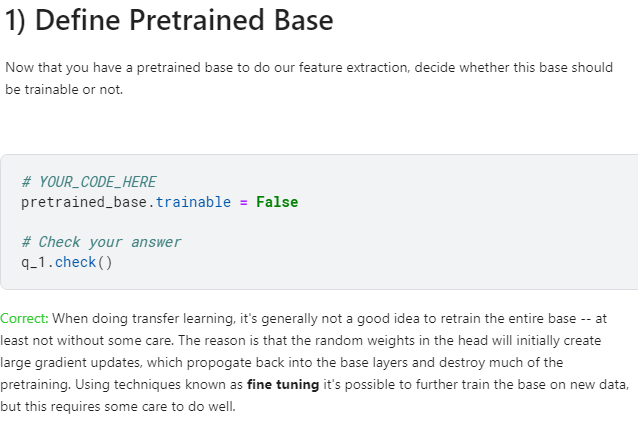 1) Define Pretrained Base
Now that you have a pretrained base to do our feature extraction, decide whether this base should
be trainable or not.
# YOUR_CODE_HERE
pretrained_base.trainable = False
# Check your answer
q_1.check()
Correct: When doing transfer learning, it's generally not a good idea to retrain the entire base -- at
least not without some care. The reason is that the random weights in the head will initially create
large gradient updates, which propogate back into the base layers and destroy much of the
pretraining. Using techniques known as fine tuning it's possible to further train the base on new data,
but this requires some care to do well.